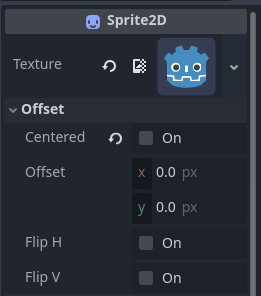 Sprite2D
Texture
Offset
Centered On
Offset x 0.0 px
y 0.0 px
Flip H On
Flip V On